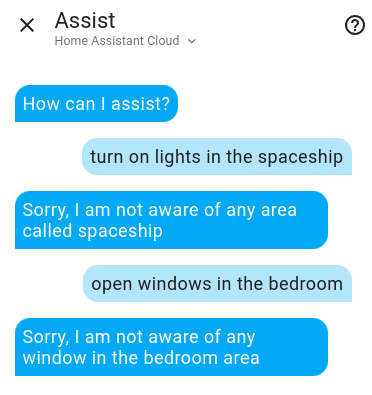 Assist
Home Assistant Cloud
How can I assist?
turn on lights in the spaceship
Sorry, I am not aware of any area
called spaceship
open windows in the bedroom
Sorry, I am not aware of any
window in the bedroom area